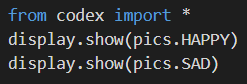 from codex import *
display.show(pics.HAPPY)
display.show(pics.SAD)